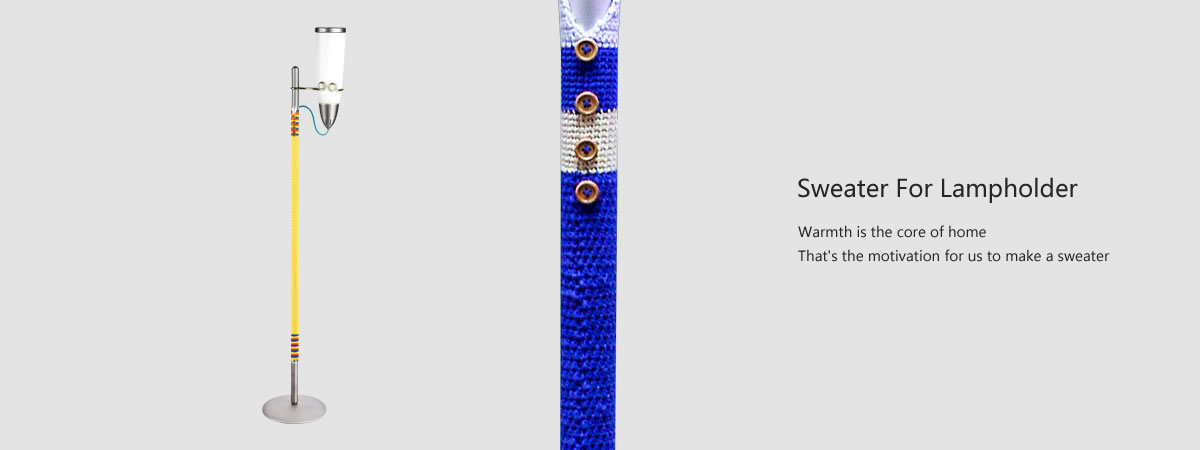 Sweater For Lampholder
Warmth is the core of home
That's the motivation for us to make a sweater